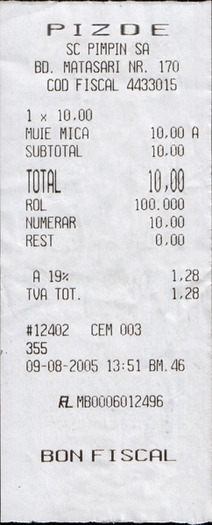 PIZDE
SC PIMPIN SA
BD. MATASARI NR. 170
COD FISCAL 4433015
1 x 10.00
MUIE MICA 10.00 A
SUBTOTAL 10.00
TOTAL 10,00
ROL 100.000
NUMERAR 10.00
REST 0.00
A 19% 1.28
TVA TOT. 1.28
#12402 CEM 003
355
09-08-2005 13:51 BM.46
RL MB0006012496
BON FISCAL